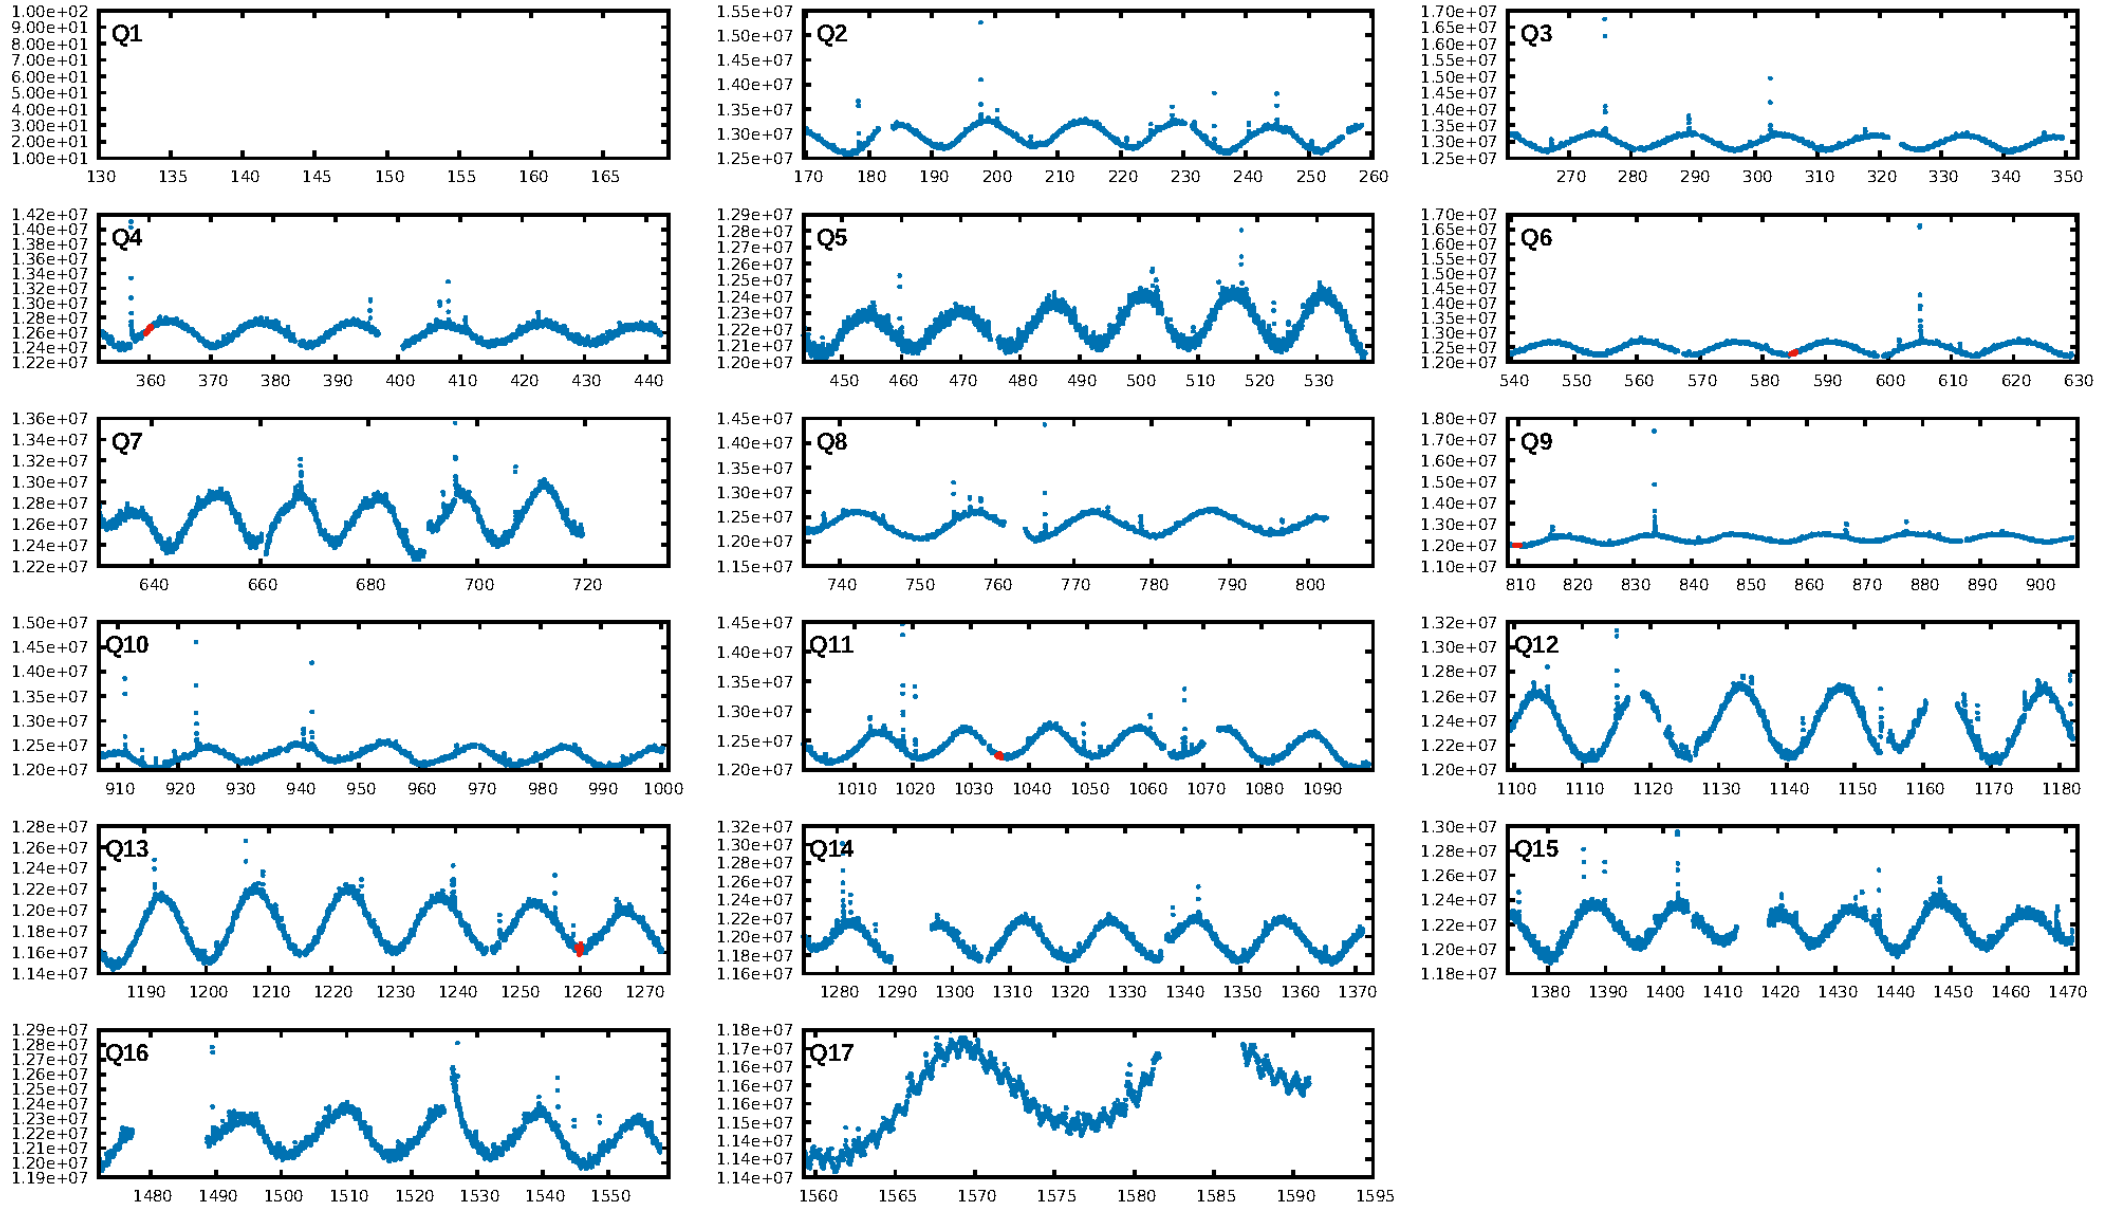 1.00e+02
9.00e+01
8.00e+01
7.00e+01
6.00e+01
5.00e+01
4.00e+01
3.00e+01
2.00e+01
1.00e+01
Q1
130 135 140 145 150 155 160 165
1.55e+07
1.50e+07
1.45e+07
1.40e+07
1.35e+07
1.30e+07
1.25e+07
Q2
170 180 190 200 210 220 230 240 250 260
1.70e+07
1.65e+07
1.60e+07
1.55e+07
1.50e+07
1.45e+07
1.40e+07
1.35e+07
1.30e+07
1.25e+07
Q3
270 280 290 300 310 320 330 340 350
1.42e+07
1.40e+07
1.38e+07
1.36e+07
1.34e+07
1.32e+07
1.30e+07
1.28e+07
1.26e+07
1.24e+07
1.22e+07
Q4
360 370 380 390 400 410 420 430 440
1.29e+07
1.28e+07
1.27e+07
1.26e+07
1.25e+07
1.24e+07
1.23e+07
1.22e+07
1.21e+07
1.20e+07
Q5
450 460 470 480 490 500 510 520 530
1.70e+07
1.65e+07
1.60e+07
1.55e+07
1.50e+07
1.45e+07
1.40e+07
1.35e+07
1.30e+07
1.25e+07
1.20e+07
Q6
540 550 560 570 580 590 600 610 620 630
1.36e+07
1.34e+07
1.32e+07
1.30e+07
1.28e+07
1.26e+07
1.24e+07
1.22e+07
Q7
640 660 680 700 720
1.45e+07
1.40e+07
1.35e+07
1.30e+07
1.25e+07
1.20e+07
1.15e+07
Q8
740 750 760 770 780 790 800
1.80e+07
1.70e+07
1.60e+07
1.50e+07
1.40e+07
1.30e+07
1.20e+07
1.10e+07
Q9
810 820 830 840 850 860 870 880 890 900
1.50e+07
1.45e+07
1.40e+07
1.35e+07
1.30e+07
1.25e+07
1.20e+07
Q10
910 920 930 940 950 960 970 980 990 1000
1.45e+07
1.40e+07
1.35e+07
1.30e+07
1.25e+07
1.20e+07
Q11
1010 1020 1030 1040 1050 1060 1070 1080 1090
1.32e+07
1.30e+07
1.28e+07
1.26e+07
1.24e+07
1.22e+07
1.20e+07
Q12
1100 1110 1120 1130 1140 1150 1160 1170 1180
1.28e+07
1.26e+07
1.24e+07
1.22e+07
1.20e+07
1.18e+07
1.16e+07
1.14e+07
Q13
1190 1200 1210 1220 1230 1240 1250 1260 1270
1.32e+07
1.30e+07
1.28e+07
1.26e+07
1.24e+07
1.22e+07
1.20e+07
1.18e+07
1.16e+07
Q14
1280 1290 1300 1310 1320 1330 1340 1350 1360 1370
1.30e+07
1.28e+07
1.26e+07
1.24e+07
1.22e+07
1.20e+07
1.18e+07
Q15
1380 1390 1400 1410 1420 1430 1440 1450 1460 1470
1.29e+07
1.28e+07
1.27e+07
1.26e+07
1.25e+07
1.24e+07
1.23e+07
1.22e+07
1.21e+07
1.20e+07
1.19e+07
Q16
1480 1490 1500 1510 1520 1530 1540 1550
1.18e+07
1.17e+07
1.16e+07
1.16e+07
1.15e+07
1.15e+07
1.14e+07
1.14e+07
Q17
1560 1565 1570 1575 1580 1585 1590 1595